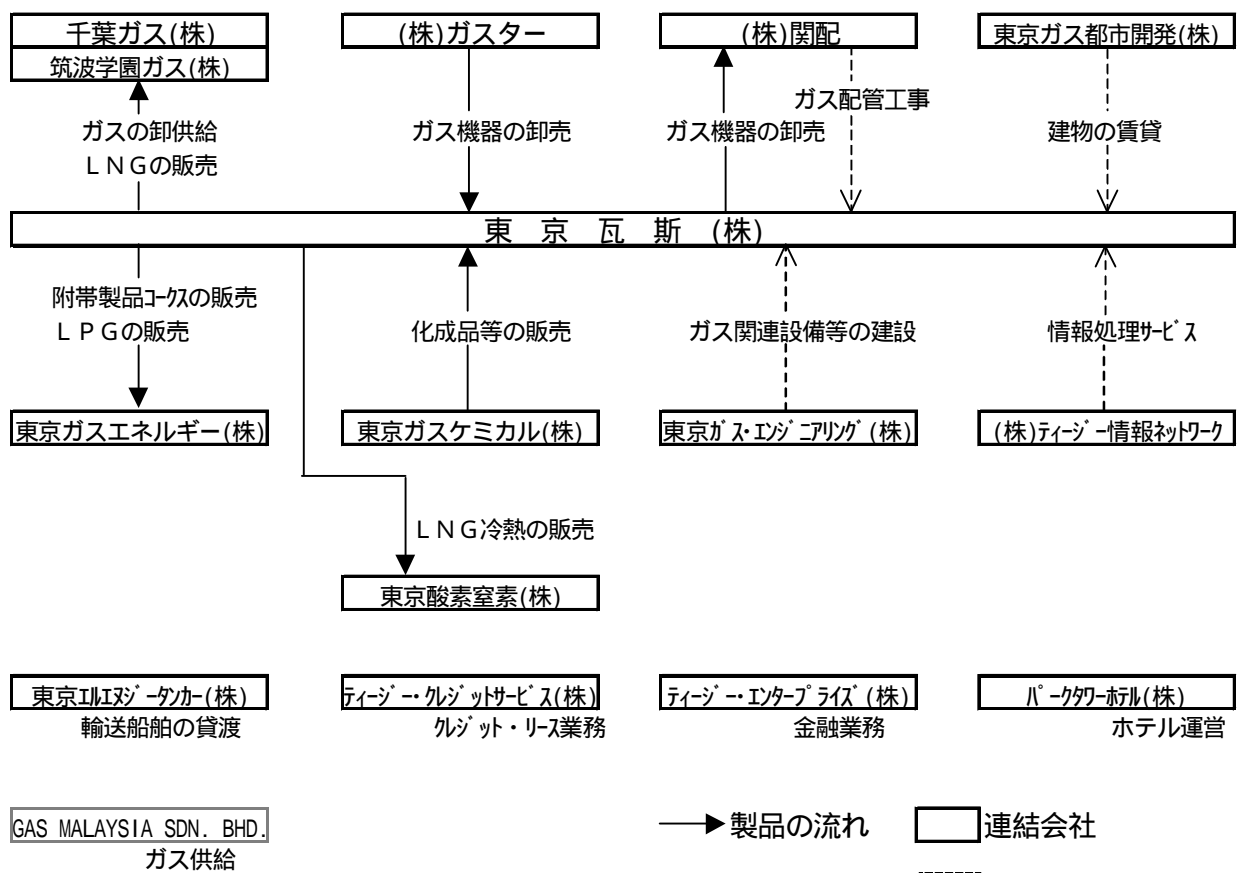 千葉ガス(株)
筑波学園ガス(株)
(株)ガスター
(株)関配
東京ガス都市開発(株)
ガスの卸供給
LNGの販売
ガス機器の卸売
ガス機器の卸売
ガス配管工事
建物の賃貸
東 京 瓦 斯 (株)
附帯製品コークスの販売
LPGの販売
化成品等の販売
ガス関連設備等の建設
情報処理サービス
東京ガスエネルギー(株)
東京ガスケミカル(株)
東京ガス・エンジニアリング(株)
(株)ティージー情報ネットワーク
LNG冷熱の販売
東京酸素窒素(株)
東京エルエヌジータンカー(株)
輸送船舶の貸渡
ティージー・クレジットサービス(株)
クレジット・リース業務
ティージー・エンタープライズ(株)
金融業務
パークタワーホテル(株)
ホテル運営
GAS MALAYSIA SDN. BHD.
ガス供給
製品の流れ
連結会社